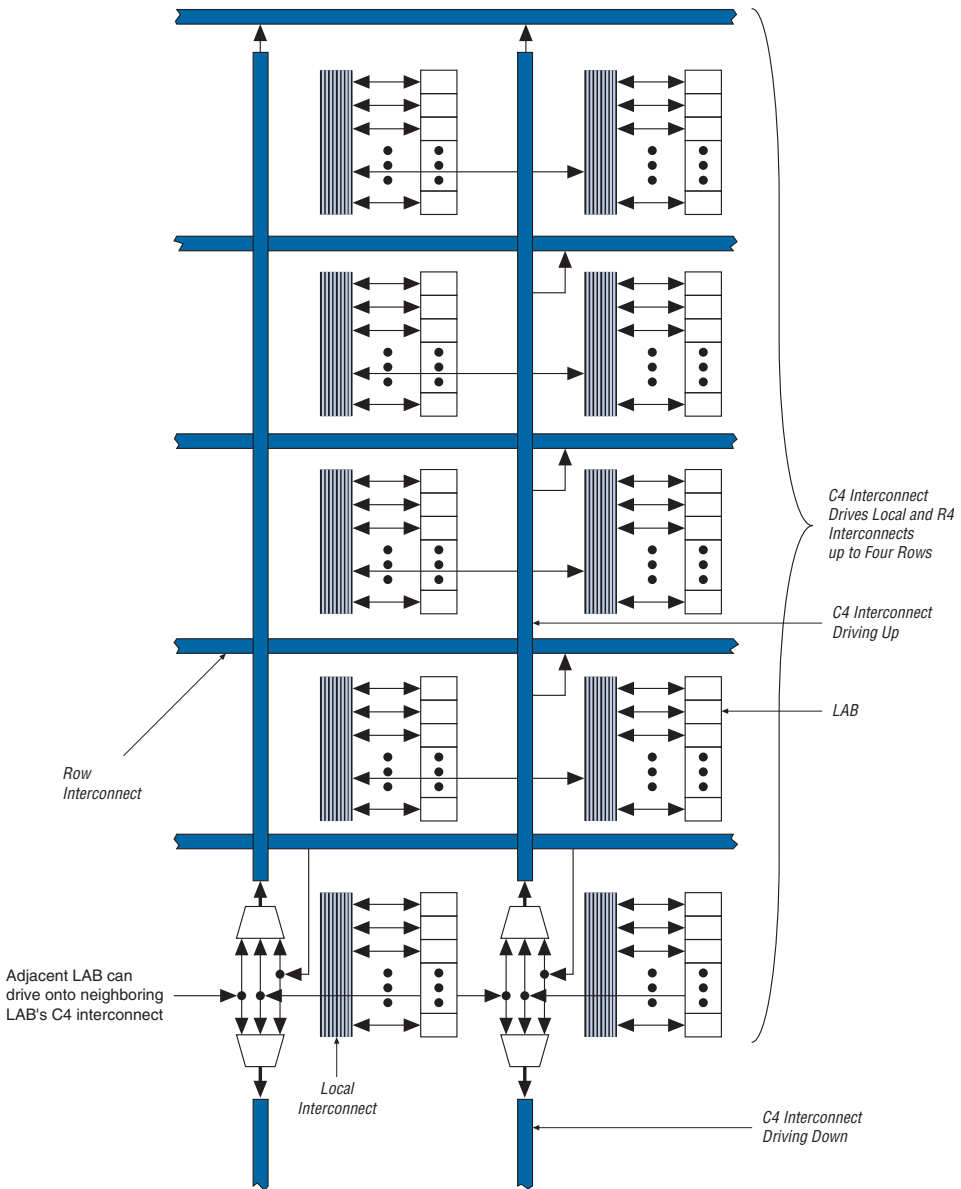 C4 Interconnect
Drives Local and R4
Interconnects
up to Four Rows
C4 Interconnect
Driving Up
LAB
Row
Interconnect
Adjacent LAB can
drive onto neighboring
LAB's C4 interconnect
Local
Interconnect
C4 Interconnect
Driving Down